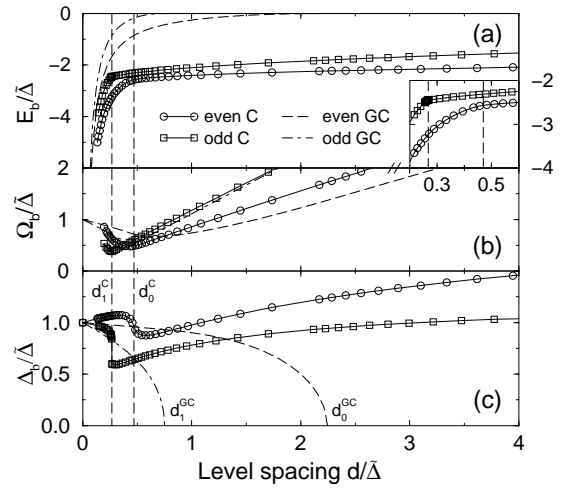 0
−2
−4
E_b/Δ̃
(a)
even C
odd C
even GC
odd GC
−2
−3
−4
0.3
0.5
2
1
0
Ω_b/Δ̃
(b)
d_1^C
d_0^C
1.0
0.5
0.0
Δ_b/Δ̃
d_1^GC
d_0^GC
(c)
0
1
2
3
4
Level spacing d/Δ̃